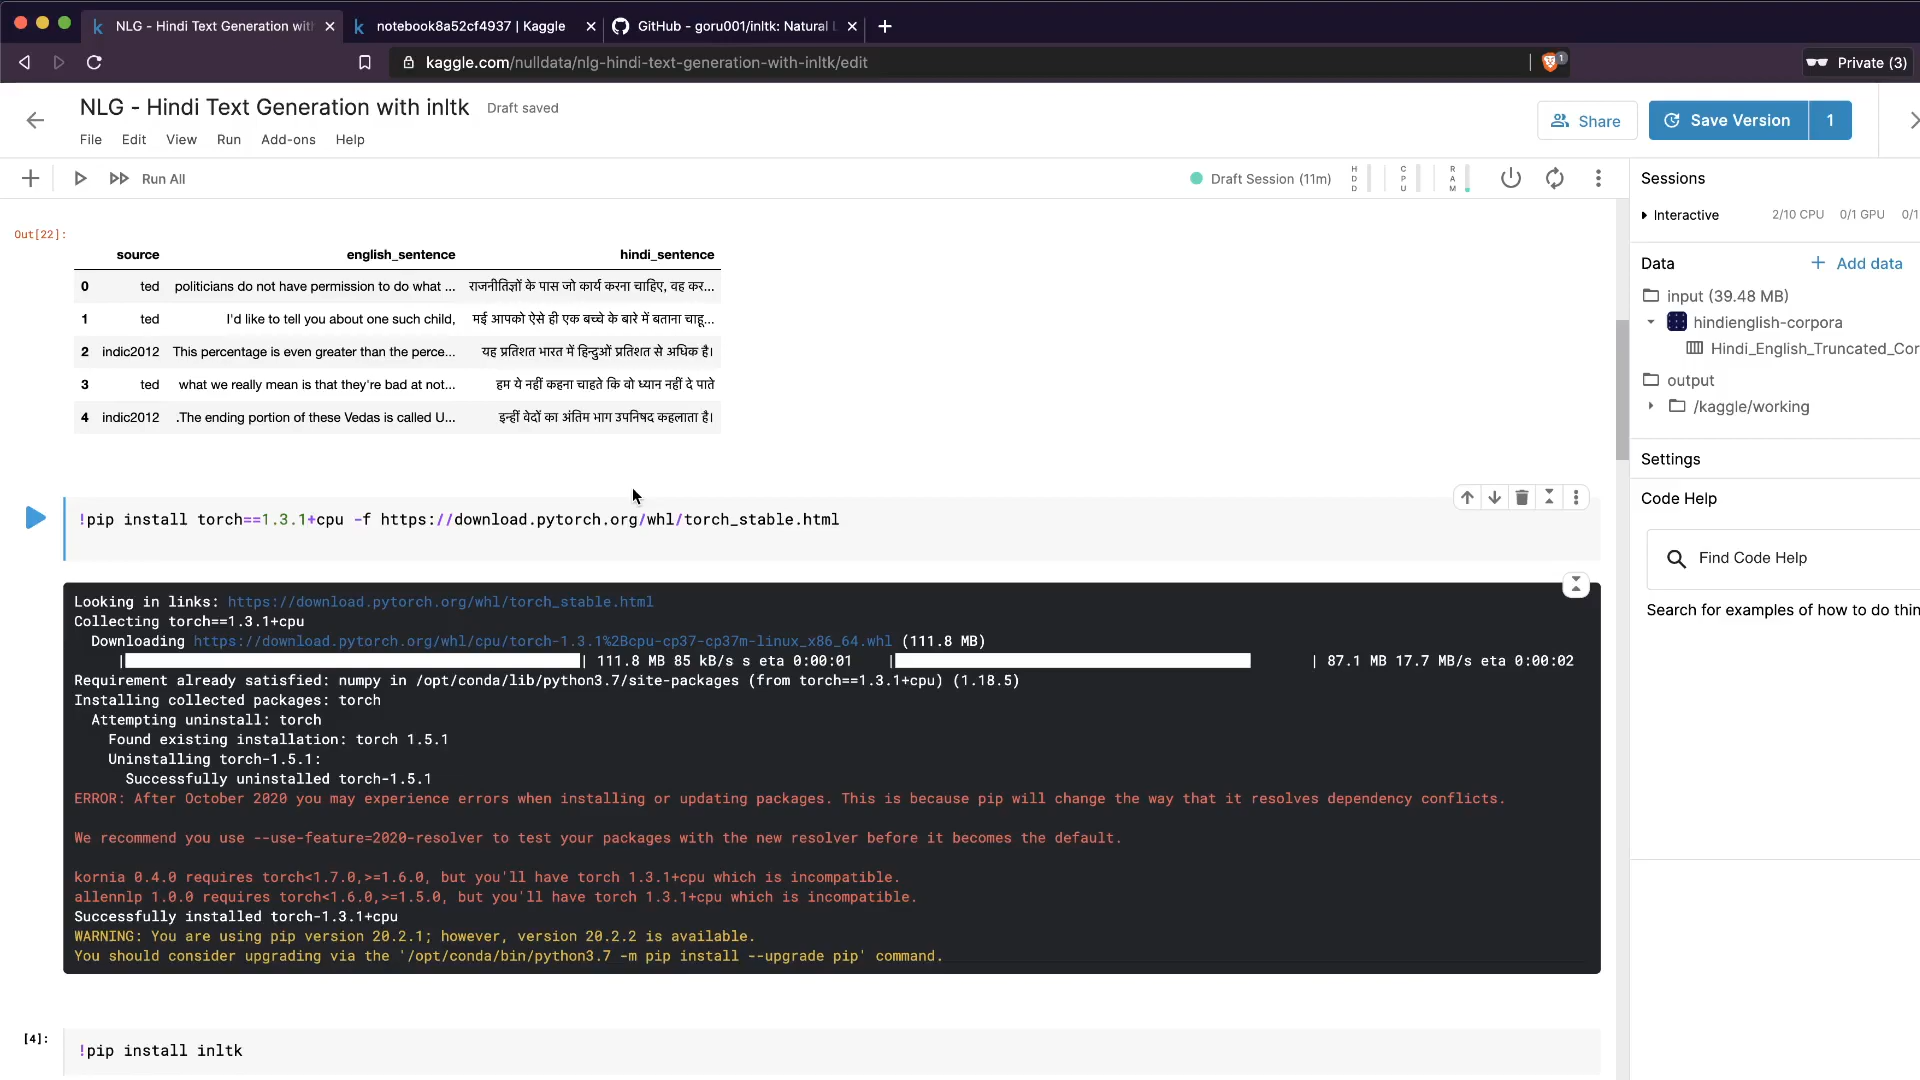 NLG - Hindi Text Generation wit
notebook8a52cf4937 | Kaggle
GitHub - goru001/inltk: Natural L
kaggle.com/nulldata/nlg-hindi-text-generation-with-inltk/edit
1
Private (3)
NLG - Hindi Text Generation with inltk
Draft saved
File
Edit
View
Run
Add-ons
Help
Share
Save Version
1
Run All
Draft Session (11m)
HDD
CPU
RAM
Sessions
Interactive
2/10 CPU
0/1 GPU
0/1
Data
+ Add data
input (39.48 MB)
hindienglish-corpora
Hindi_English_Truncated_Cor
output
/kaggle/working
Settings
Code Help
Find Code Help
Search for examples of how to do thin
Out[22]:
source english_sentence hindi_sentence
0 ted politicians do not have permission to do what ... राजनीतिज्ञों के पास जो कार्य करना चाहिए, वह कर...
1 ted I'd like to tell you about one such child, मई आपको ऐसे ही एक बच्चे के बारे में बताना चाहू...
2 indic2012 This percentage is even greater than the perce... यह प्रतिशत भारत में हिन्दुओं प्रतिशत से अधिक है।
3 ted what we really mean is that they're bad at not... हम ये नहीं कहना चाहते कि वो ध्यान नहीं दे पाते
4 indic2012 .The ending portion of these Vedas is called U... इन्हीं वेदों का अंतिम भाग उपनिषद कहलाता है।
!pip install torch==1.3.1+cpu -f https://download.pytorch.org/whl/torch_stable.html
Looking in links: https://download.pytorch.org/whl/torch_stable.html
Collecting torch==1.3.1+cpu
Downloading https://download.pytorch.org/whl/cpu/torch-1.3.1%2Bcpu-cp37-cp37m-linux_x86_64.whl (111.8 MB)
| | 111.8 MB 85 kB/s s eta 0:00:01 | | 87.1 MB 17.7 MB/s eta 0:00:02
Requirement already satisfied: numpy in /opt/conda/lib/python3.7/site-packages (from torch==1.3.1+cpu) (1.18.5)
Installing collected packages: torch
Attempting uninstall: torch
Found existing installation: torch 1.5.1
Uninstalling torch-1.5.1:
Successfully uninstalled torch-1.5.1
ERROR: After October 2020 you may experience errors when installing or updating packages. This is because pip will change the way that it resolves dependency conflicts.
We recommend you use --use-feature=2020-resolver to test your packages with the new resolver before it becomes the default.
kornia 0.4.0 requires torch<1.7.0,>=1.6.0, but you'll have torch 1.3.1+cpu which is incompatible.
allennlp 1.0.0 requires torch<1.6.0,>=1.5.0, but you'll have torch 1.3.1+cpu which is incompatible.
Successfully installed torch-1.3.1+cpu
WARNING: You are using pip version 20.2.1; however, version 20.2.2 is available.
You should consider upgrading via the '/opt/conda/bin/python3.7 -m pip install --upgrade pip' command.
[4]:
!pip install inltk